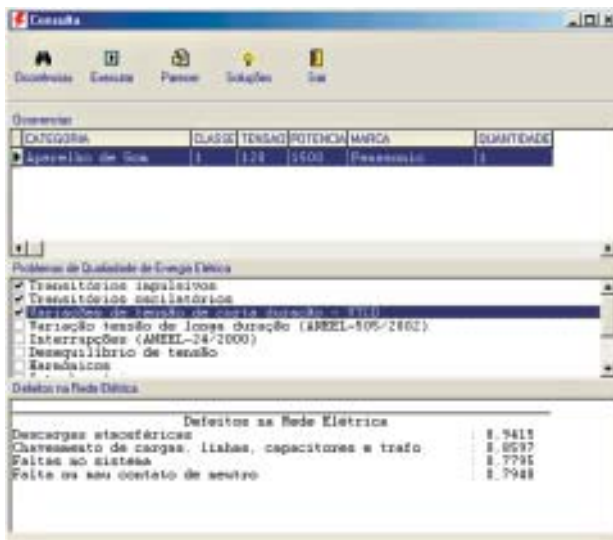 Consulta
Ocorrências Executar Parecer Soluções Sair
Ocorrencias
CATEGORIA CLASSE TENSAO POTENCIA MARCA QUANTIDADE
Aparelho de Som 1 120 1500 Panasonic 1
Problemas de Qualidade de Energia Elétrica
Transitórios impulsivos
Transitórios oscilatórios
Variações de tensão de curta duração - VTCD
Variação tensão de longa duração (ANEEL-505/2002)
Interrupções (ANEEL-24/2000)
Desequilíbrio de tensão
Harmônicos
Defeitos na Rede Elétrica
Defeitos na Rede Elétrica
Descargas atmosféricas : 0.9415
Chaveamento de cargas, linhas, capacitores e trafo : 0.8597
Faltas no sistema : 0.7795
Falta ou mau contato de neutro : 0.7948